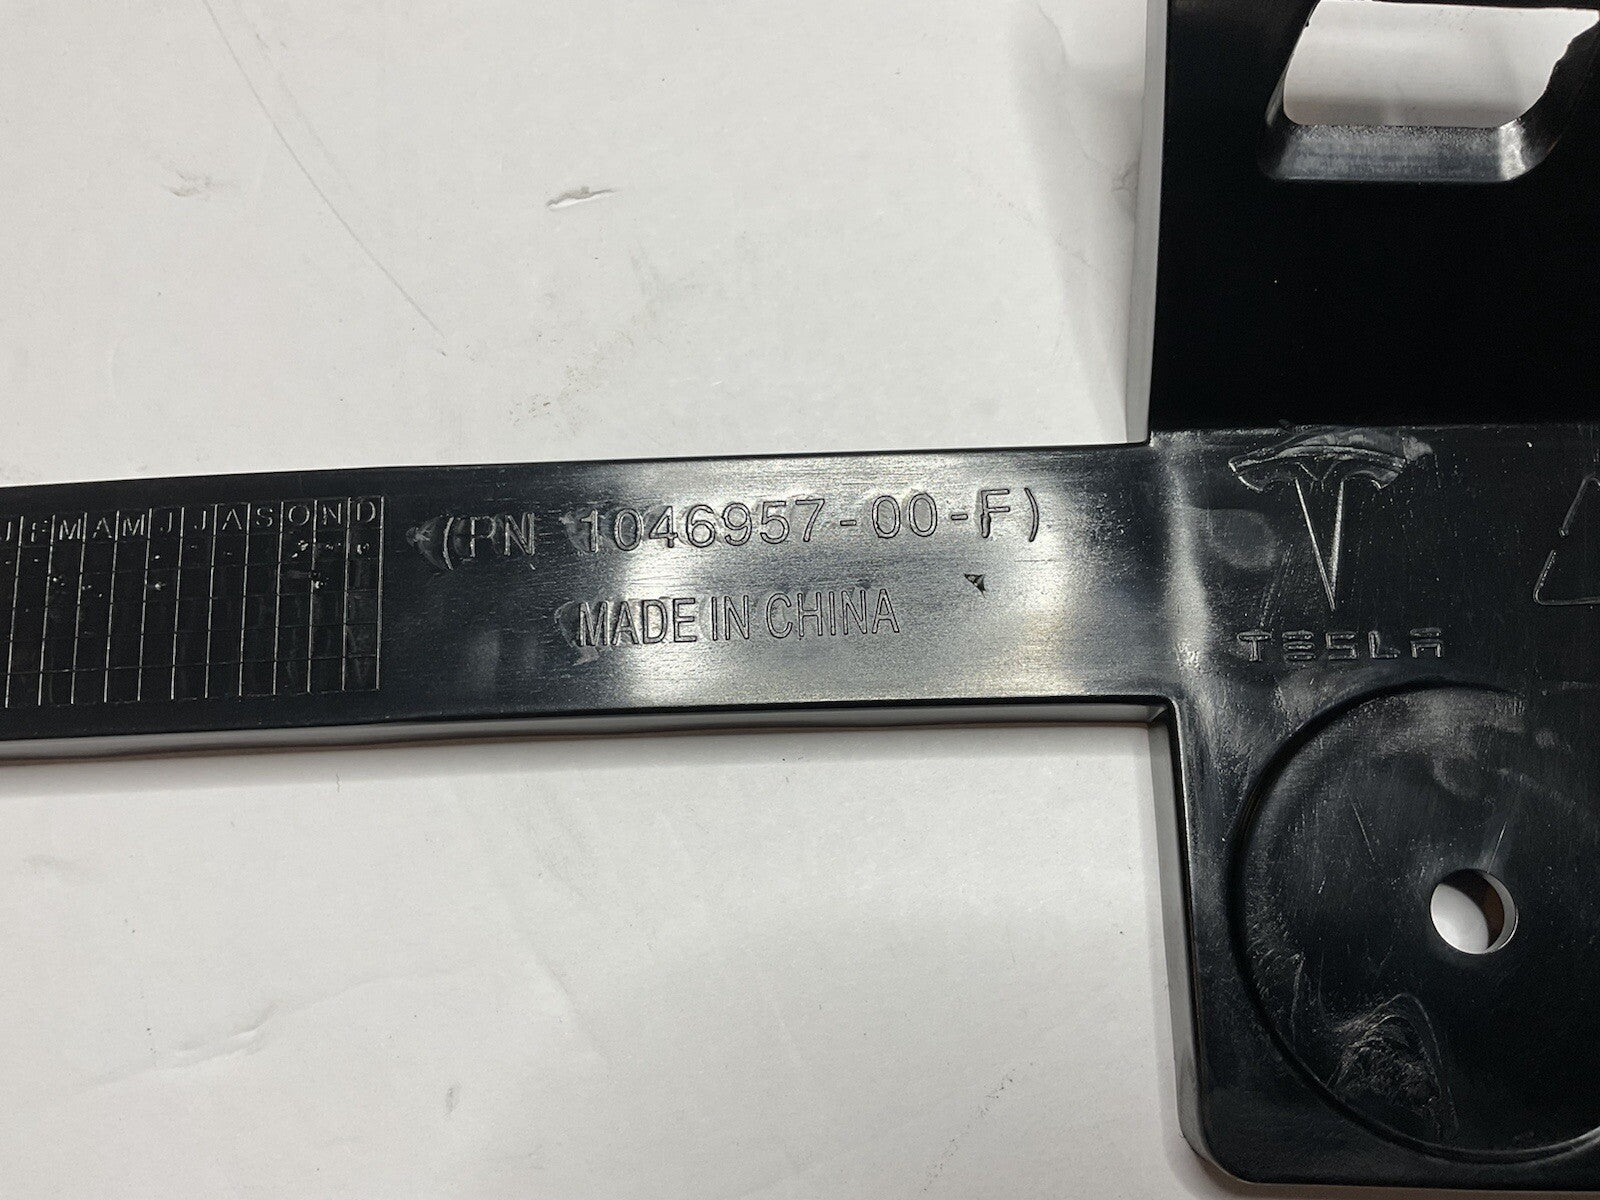 J F M A M J J A S O N D
(PN 1046957-00-F)
MADE IN CHINA
TESLA